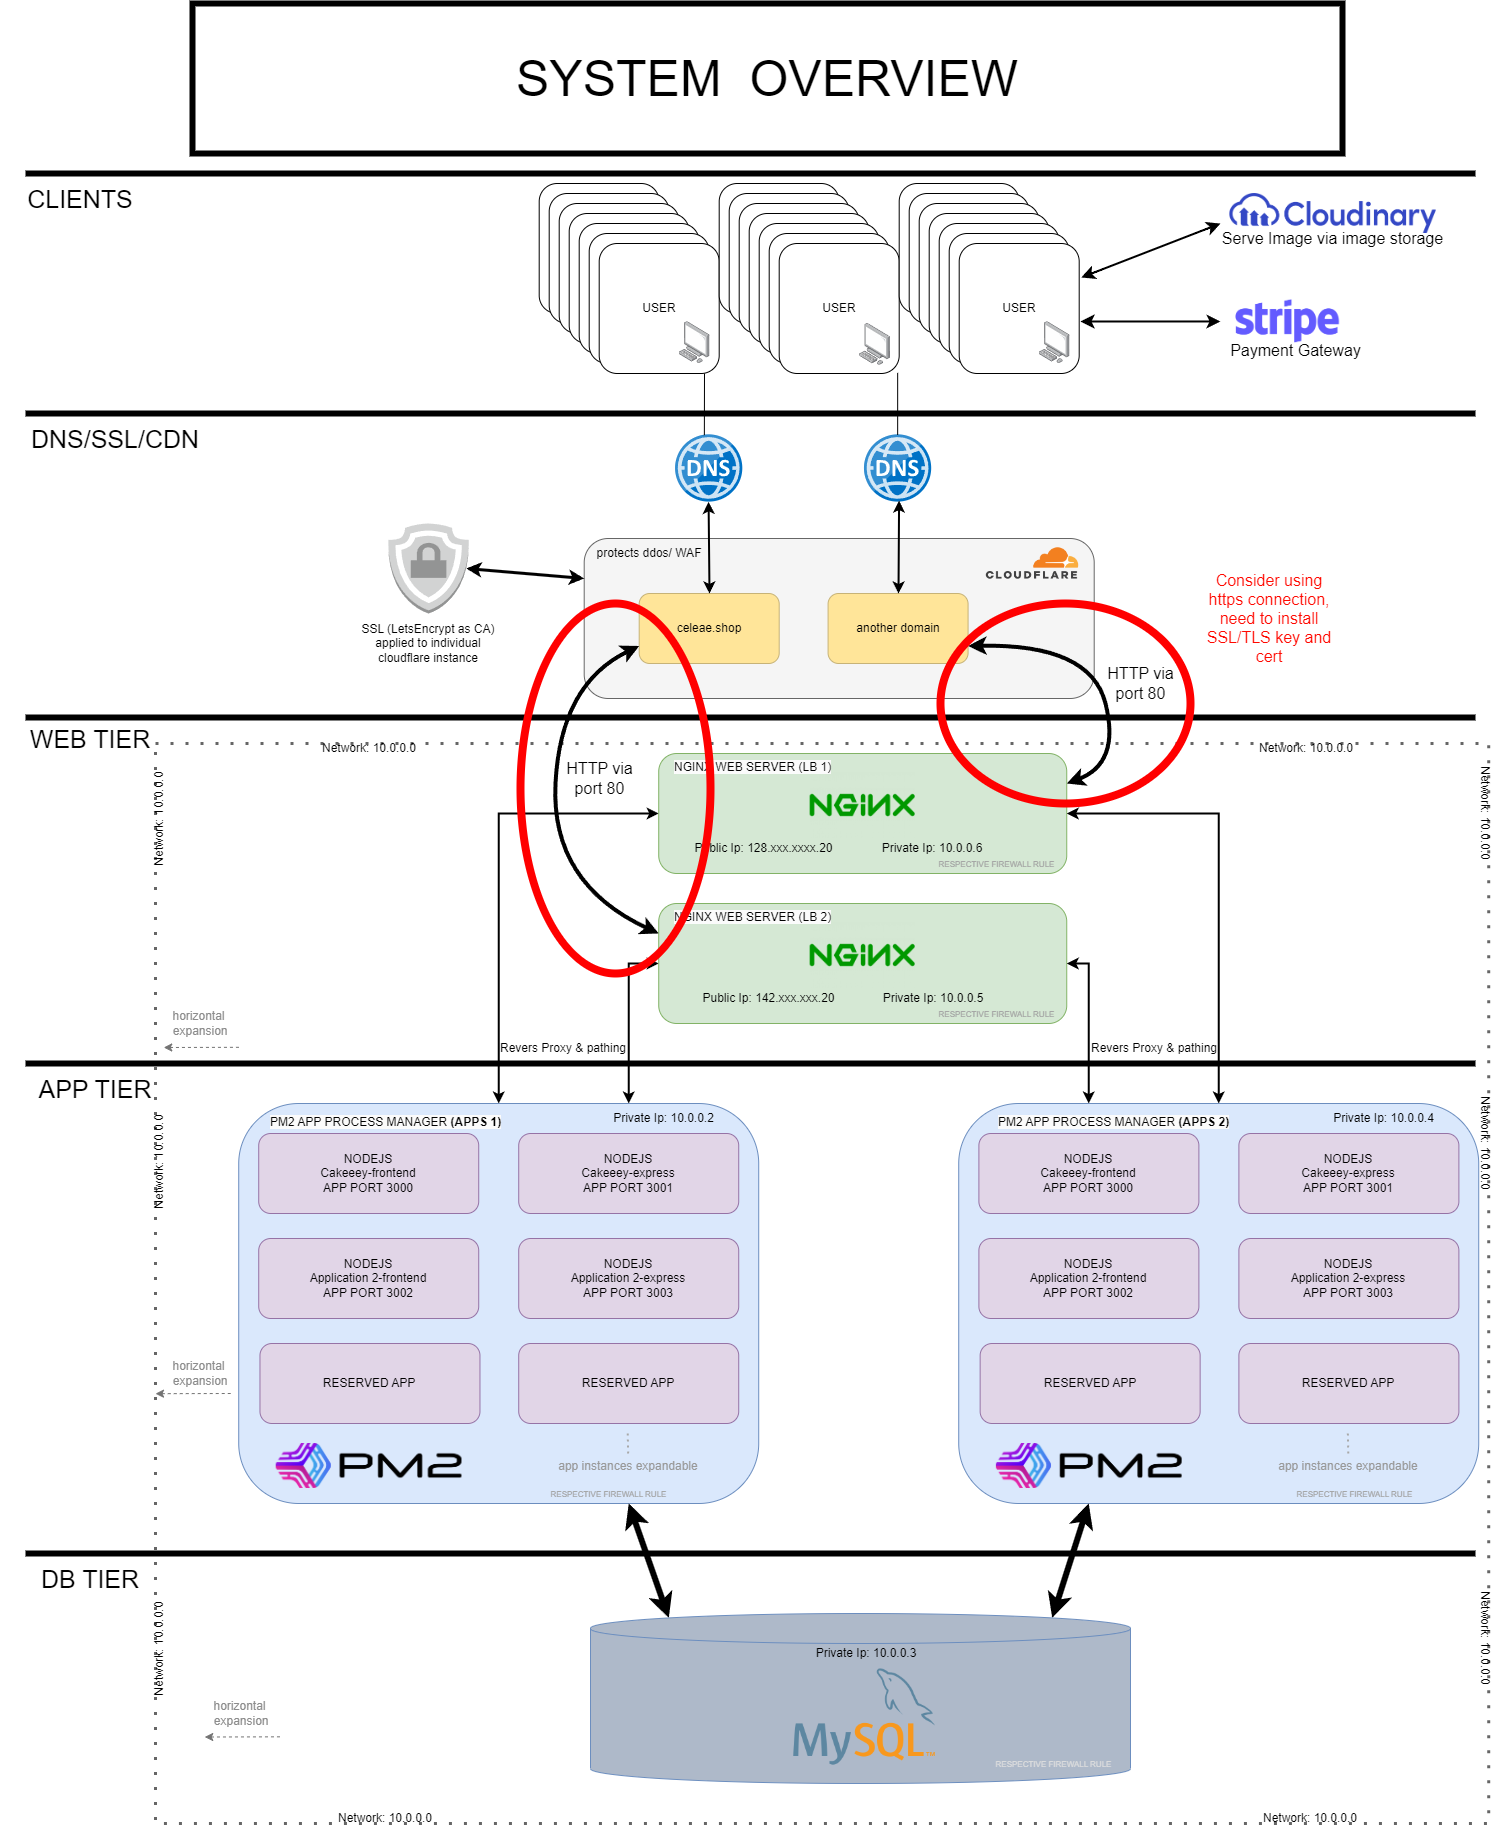 SYSTEM OVERVIEW
CLIENTS
USER
USER
USER
Cloudinary
Serve Image via image storage
stripe
Payment Gateway
DNS/SSL/CDN
DNS
DNS
protects ddos/ WAF
CLOUDFLARE
celeae.shop
another domain
SSL (LetsEncrypt as CA)
applied to individual
cloudflare instance
Consider using
https connection,
need to install
SSL/TLS key and
cert
HTTP via
port 80
WEB TIER
Network: 10.0.0.0
Network: 10.0.0.0
Network: 10.0.0.0
Network: 10.0.0.0
HTTP via
port 80
NGINX WEB SERVER (LB 1)
NGINX
Public Ip: 128.xxx.xxxx.20
Private Ip: 10.0.0.6
RESPECTIVE FIREWALL RULE
NGINX WEB SERVER (LB 2)
NGINX
Public Ip: 142.xxx.xxx.20
Private Ip: 10.0.0.5
RESPECTIVE FIREWALL RULE
horizontal
expansion
Revers Proxy & pathing
Revers Proxy & pathing
APP TIER
Network: 10.0.0.0
Network: 10.0.0.0
PM2 APP PROCESS MANAGER (APPS 1)
Private Ip: 10.0.0.2
NODEJS
Cakeeey-frontend
APP PORT 3000
NODEJS
Cakeeey-express
APP PORT 3001
NODEJS
Application 2-frontend
APP PORT 3002
NODEJS
Application 2-express
APP PORT 3003
RESERVED APP
RESERVED APP
PM2
app instances expandable
RESPECTIVE FIREWALL RULE
horizontal
expansion
PM2 APP PROCESS MANAGER (APPS 2)
Private Ip: 10.0.0.4
NODEJS
Cakeeey-frontend
APP PORT 3000
NODEJS
Cakeeey-express
APP PORT 3001
NODEJS
Application 2-frontend
APP PORT 3002
NODEJS
Application 2-express
APP PORT 3003
RESERVED APP
RESERVED APP
PM2
app instances expandable
RESPECTIVE FIREWALL RULE
DB TIER
Network: 10.0.0.0
Network: 10.0.0.0
Private Ip: 10.0.0.3
MySQL™
RESPECTIVE FIREWALL RULE
horizontal
expansion
Network: 10.0.0.0
Network: 10.0.0.0